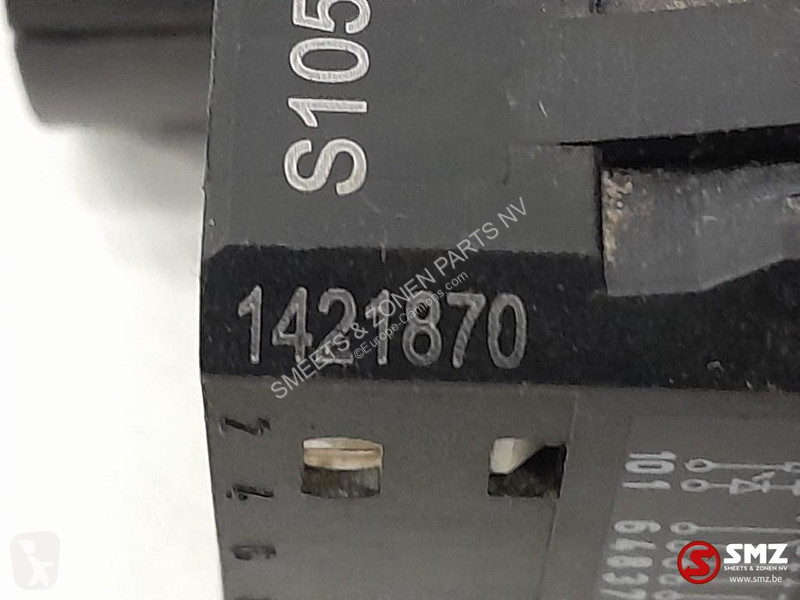 S105
1421870
SMEETS & ZONEN PARTS NV
©Europe-Camions.com
101
SMZ
SMEETS & ZONEN NV
www.smz.be